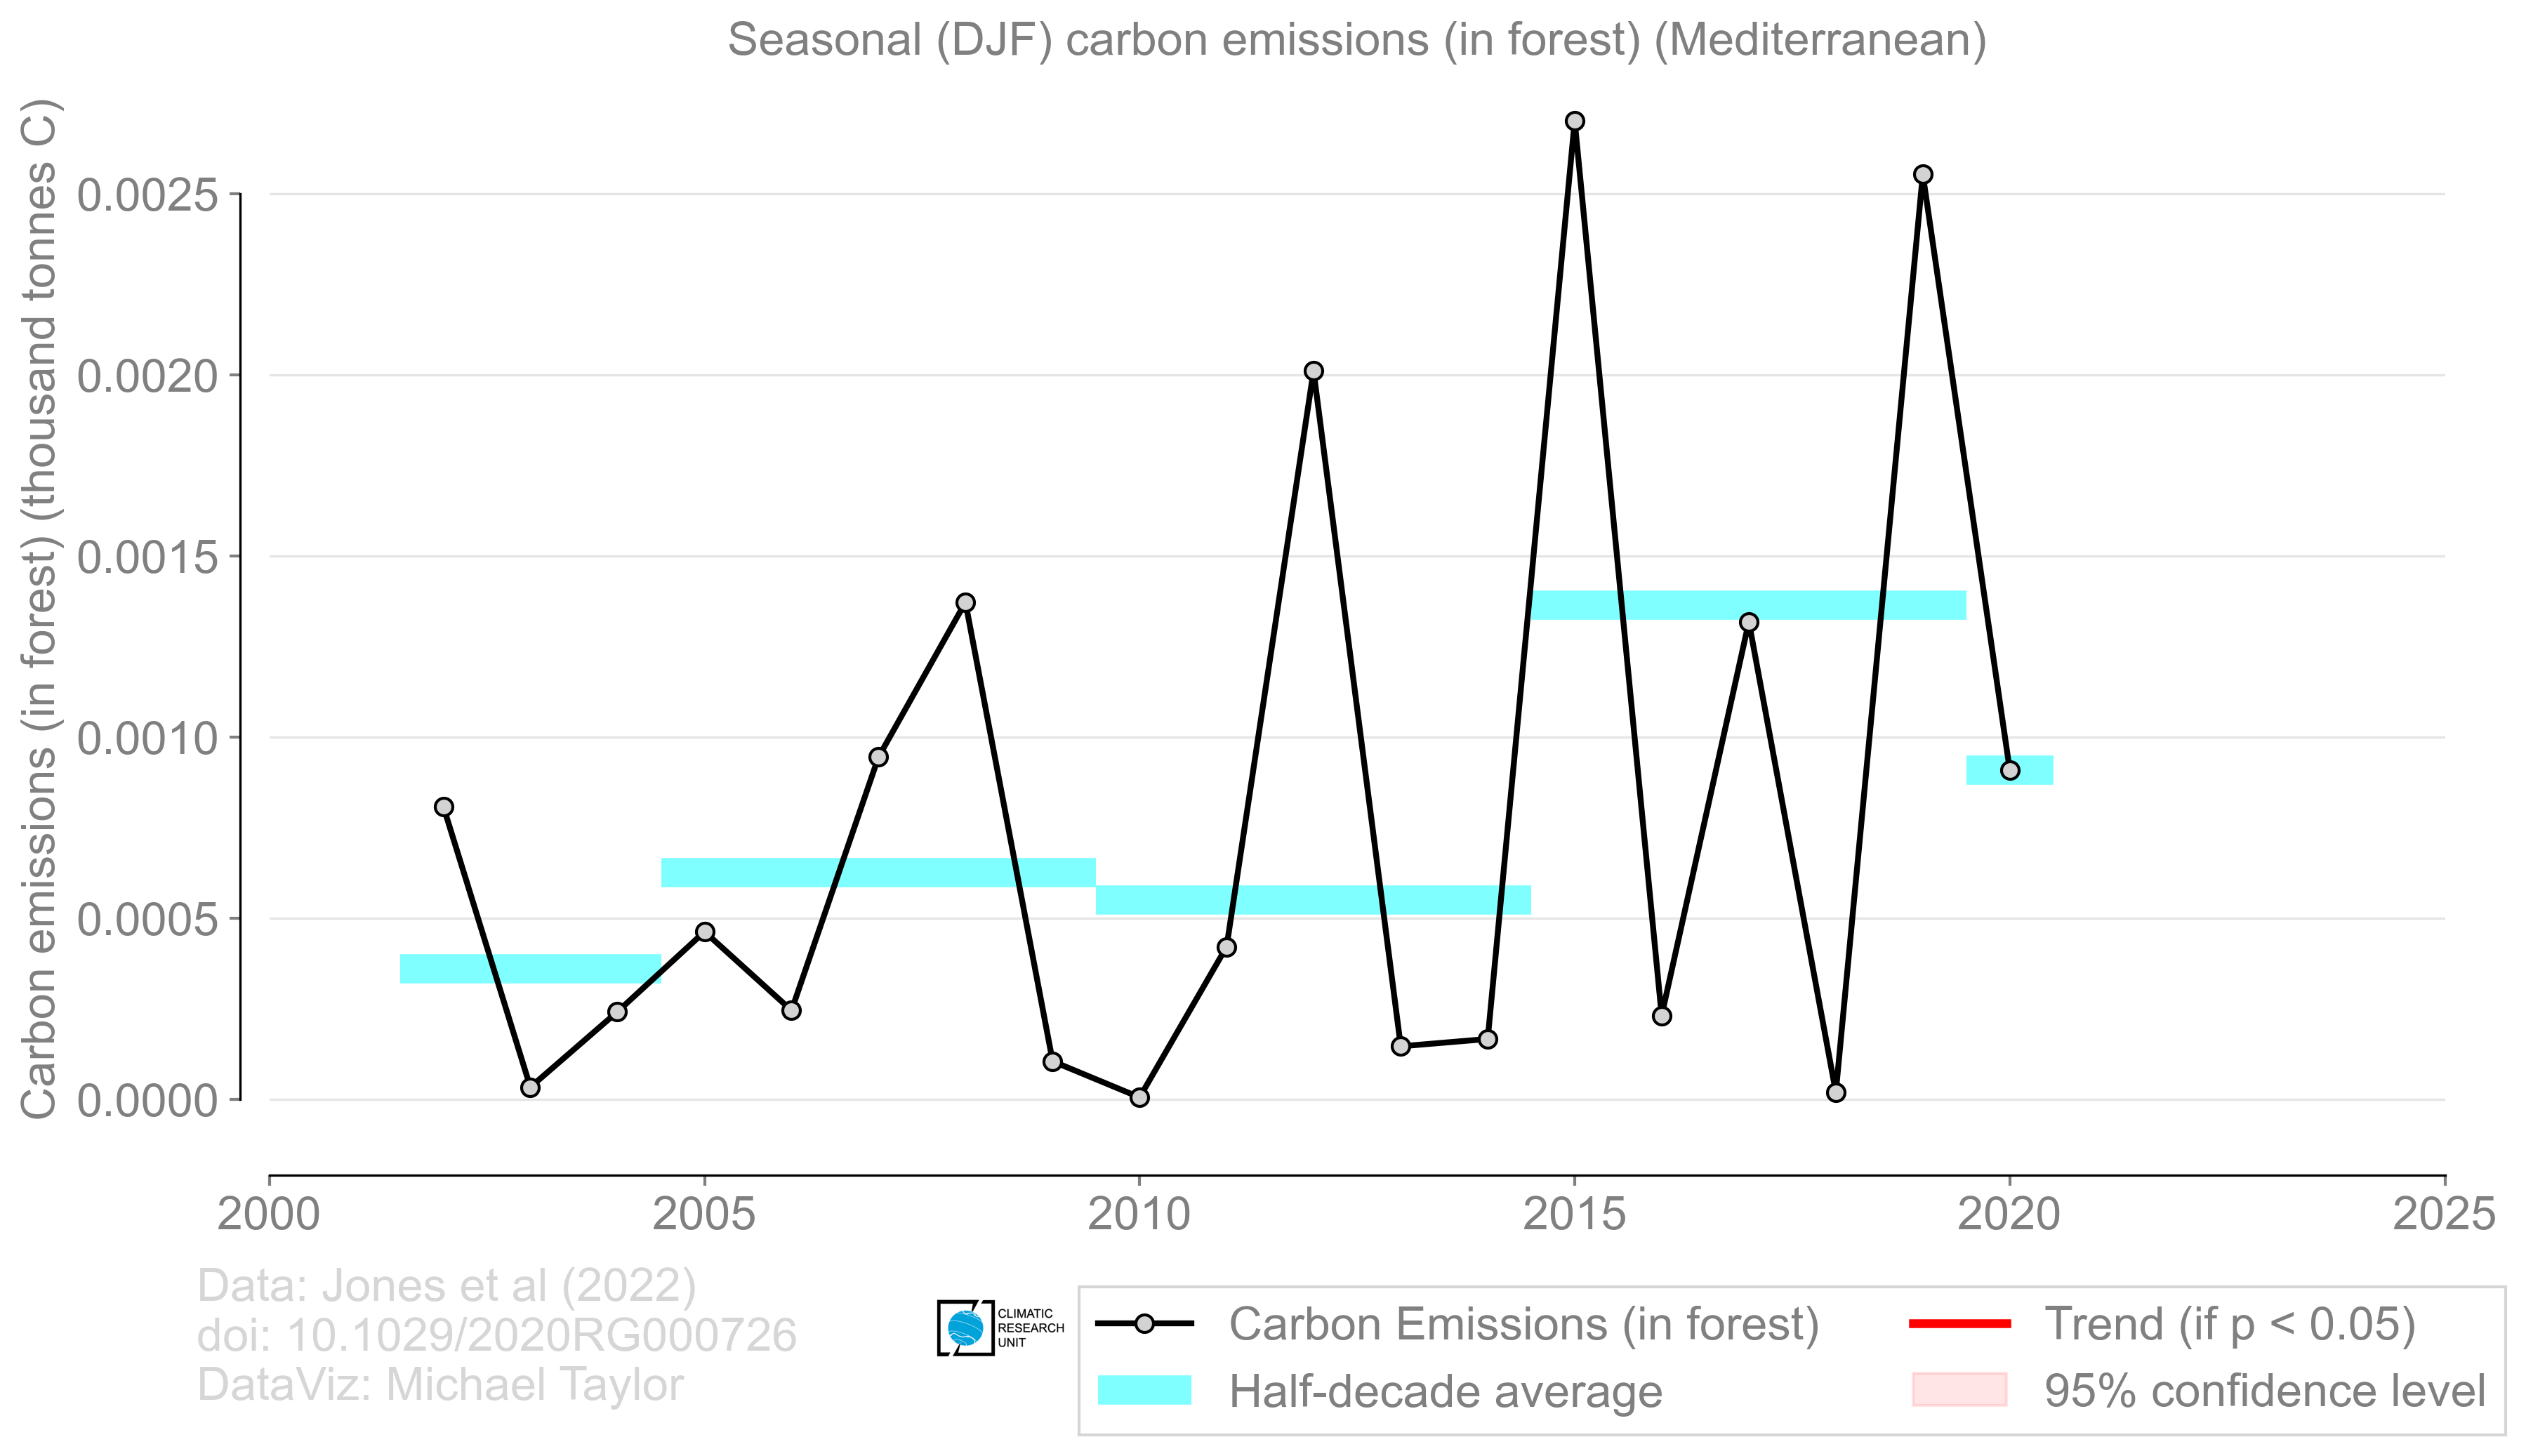 Seasonal (DJF) carbon emissions (in forest) (Mediterranean)
Carbon emissions (in forest) (thousand tonnes C)
0.0025
0.0020
0.0015
0.0010
0.0005
0.0000
2000 2005 2010 2015 2020 2025
Data: Jones et al (2022)
doi: 10.1029/2020RG000726
DataViz: Michael Taylor
CLIMATIC
RESEARCH
UNIT
Carbon Emissions (in forest)
Half-decade average
Trend (if p < 0.05)
95% confidence level